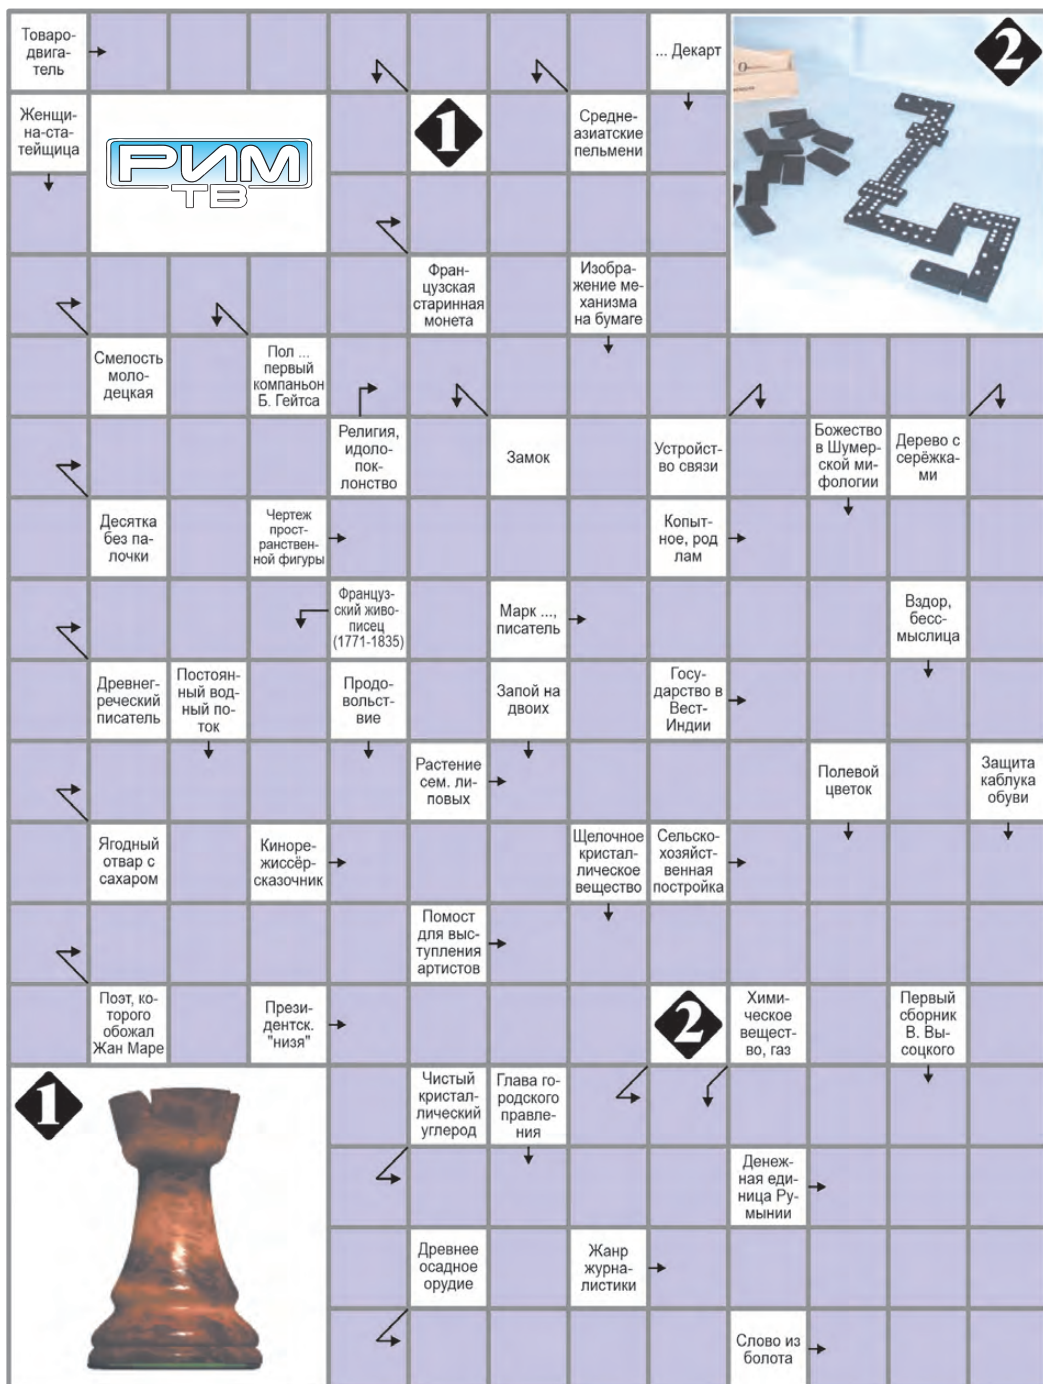 Товаро-
двига-
тель
... Декарт
2
Женщи-
на-ста-
тейщица
РИМ
ТВ
1
Средне-
азиатские
пельмени
Фран-
цузская
старинная
монета
Изобра-
жение ме-
ханизма
на бумаге
Смелость
моло-
децкая
Пол ...
первый
компаньон
Б. Гейтса
Религия,
идоло-
пок-
лонство
Замок
Устройст-
во связи
Божество
в Шумер-
ской ми-
фологии
Дерево с
серёжка-
ми
Десятка
без па-
лочки
Чертеж
прост-
ранствен-
ной фигуры
Копыт-
ное, род
лам
Француз-
ский живо-
писец
(1771-1835)
Марк ...,
писатель
Вздор,
бесс-
мыслица
Древнег-
реческий
писатель
Постоян-
ный вод-
ный по-
ток
Продо-
вольст-
вие
Запой на
двоих
Госу-
дарство в
Вест-
Индии
Растение
сем. ли-
повых
Полевой
цветок
Защита
каблука
обуви
Ягодный
отвар с
сахаром
Кинoре-
жиссёр-
сказочник
Щелочное
кристал-
лическое
вещество
Сельско-
хозяйст-
венная
постройка
Помост
для выс-
тупления
артистов
Поэт, ко-
торого
обожал
Жан Маре
Прези-
дентск.
"низя"
2
Хими-
ческое
вещест-
во, газ
Первый
сборник
В. Вы-
соцкого
1
Чистый
кристал-
лический
углерод
Глава го-
родского
правле-
ния
Денеж-
ная еди-
ница Ру-
мынии
Древнее
осадное
орудие
Жанр
журна-
листики
Слово из
болота